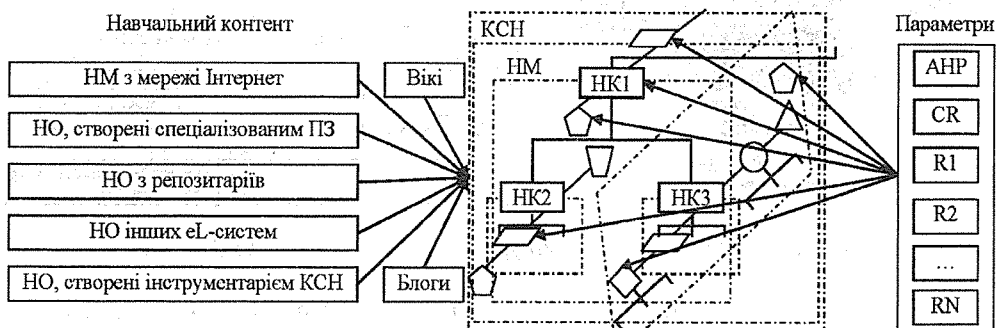 Навчальний контент
НМ з мережі Інтернет
НО, створені спеціалізованим ПЗ
НО з репозитаріїв
НО інших eL-систем
НО, створені інструментарієм КСН
Вікі
Блоги
КСН
НМ
НК1
НК2
НК3
Параметри
AHP
CR
R1
R2
...
RN